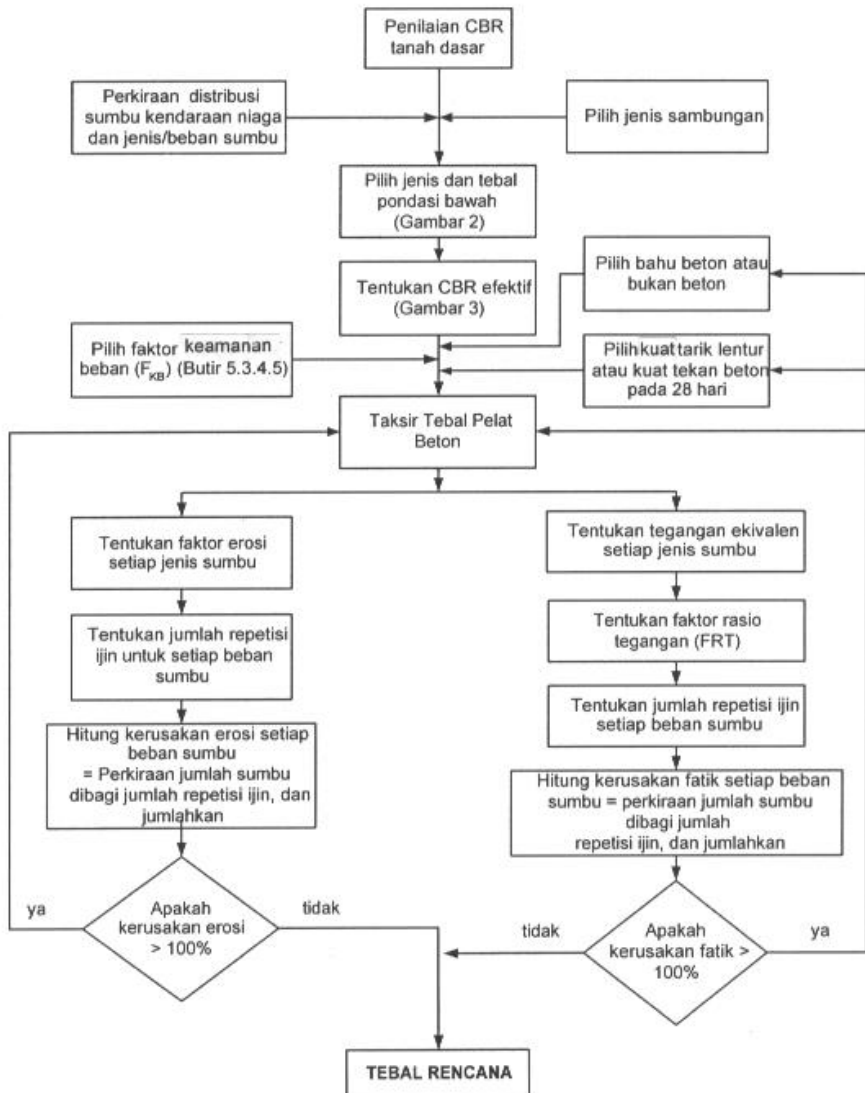 Penilaian CBR
tanah dasar
Perkiraan distribusi
sumbu kendaraan niaga
dan jenis/beban sumbu
Pilih jenis sambungan
Pilih jenis dan tebal
pondasi bawah
(Gambar 2)
Tentukan CBR efektif
(Gambar 3)
Pilih bahu beton atau
bukan beton
Pilih faktor keamanan
beban (FKB) (Butir 5.3.4.5)
Pilih kuat tarik lentur
atau kuat tekan beton
pada 28 hari
Taksir Tebal Pelat
Beton
Tentukan faktor erosi
setiap jenis sumbu
Tentukan jumlah repetisi
ijin untuk setiap beban
sumbu
Hitung kerusakan erosi setiap
beban sumbu
= Perkiraan jumlah sumbu
dibagi jumlah repetisi ijin, dan
jumlahkan
Tentukan tegangan ekivalen
setiap jenis sumbu
Tentukan faktor rasio
tegangan (FRT)
Tentukan jumlah repetisi ijin
setiap beban sumbu
Hitung kerusakan fatik setiap beban
sumbu = perkiraan jumlah sumbu
dibagi jumlah
repetisi ijin, dan jumlahkan
ya
Apakah
kerusakan erosi
> 100%
tidak
tidak
Apakah
kerusakan fatik >
100%
ya
TEBAL RENCANA